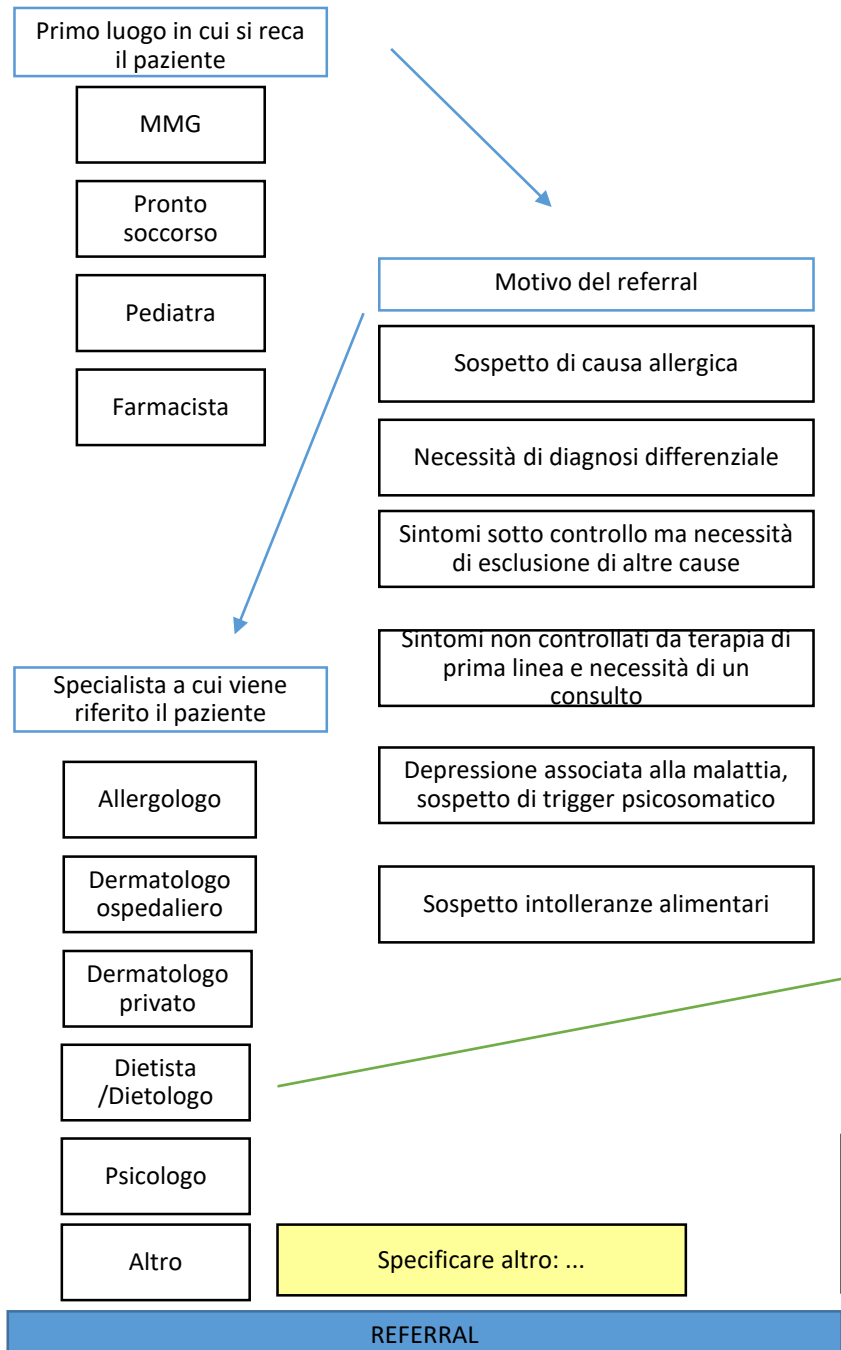 Primo luogo in cui si reca
il paziente
MMG
Pronto
soccorso
Pediatra
Farmacista
Motivo del referral
Sospetto di causa allergica
Necessità di diagnosi differenziale
Sintomi sotto controllo ma necessità
di esclusione di altre cause
Sintomi non controllati da terapia di
prima linea e necessità di un
consulto
Depressione associata alla malattia,
sospetto di trigger psicosomatico
Sospetto intolleranze alimentari
Specialista a cui viene
riferito il paziente
Allergologo
Dermatologo
ospedaliero
Dermatologo
privato
Dietista
/Dietologo
Psicologo
Altro
Specificare altro: ...
REFERRAL